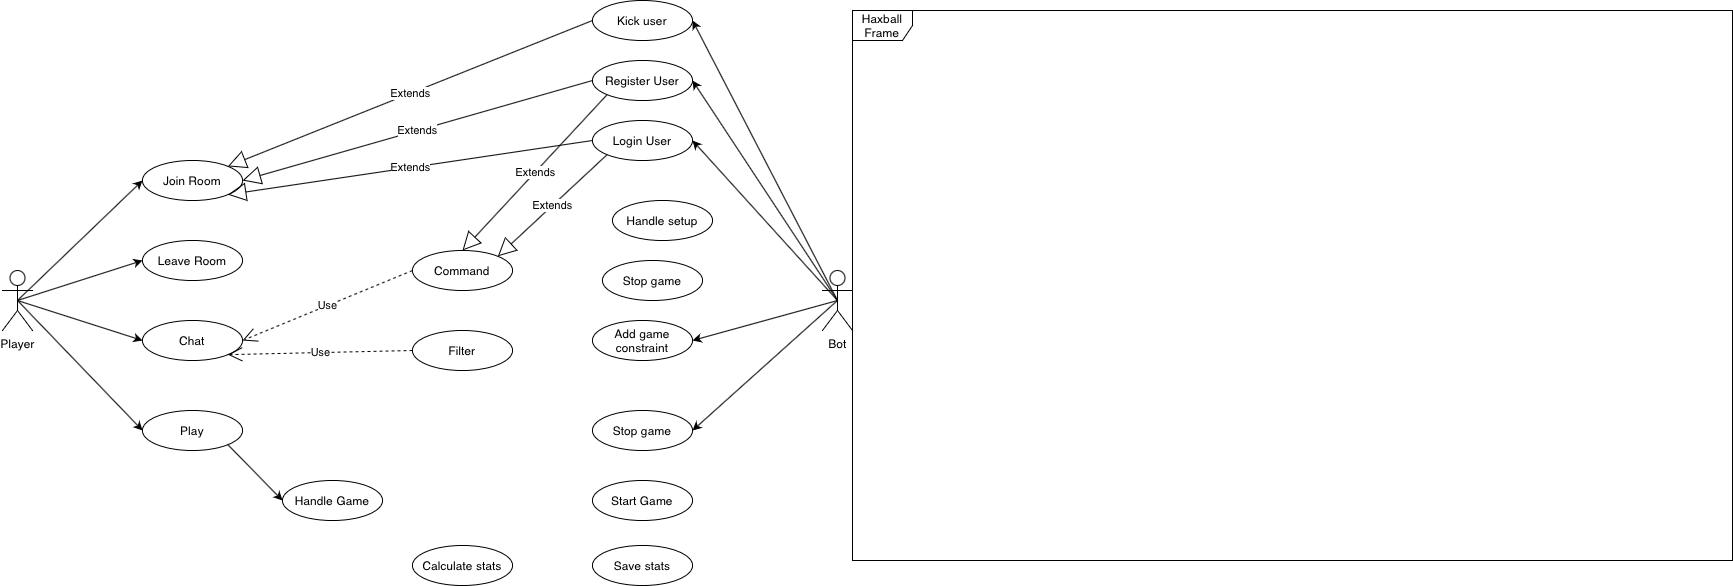 Kick user
Haxball
Frame
Register User
Extends
Extends
Login User
Extends
Extends
Join Room
Extends
Handle setup
Leave Room
Command
Stop game
Use
Player
Chat
Use
Filter
Add game
constraint
Bot
Play
Stop game
Handle Game
Start Game
Calculate stats
Save stats